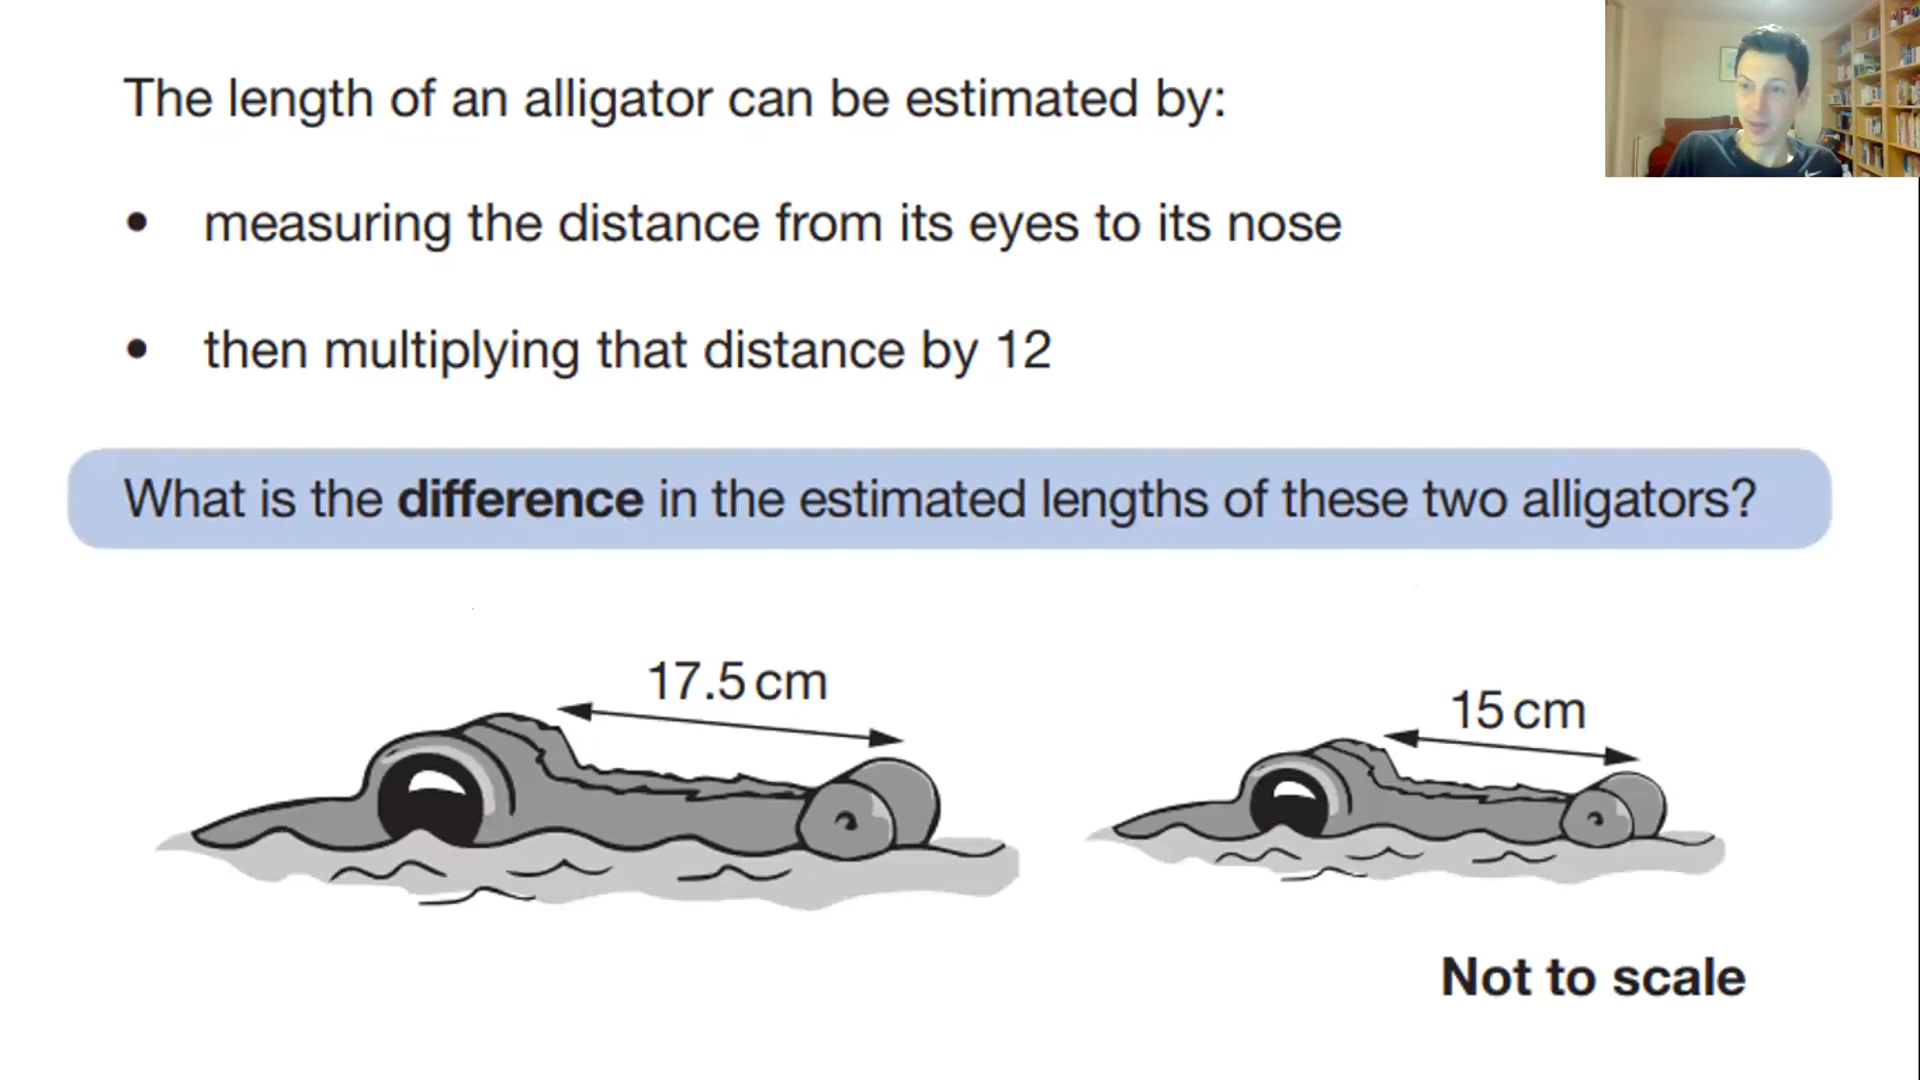 The length of an alligator can be estimated by:
• measuring the distance from its eyes to its nose
• then multiplying that distance by 12
What is the difference in the estimated lengths of these two alligators?
17.5 cm
15 cm
Not to scale